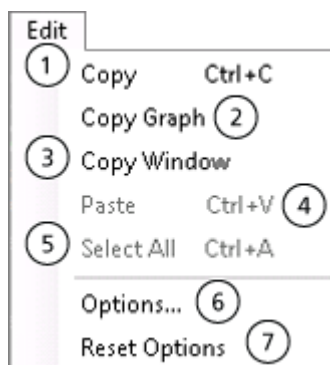 Edit
1 Copy Ctrl+C
Copy Graph 2
3 Copy Window
Paste Ctrl+V 4
5 Select All Ctrl+A
Options... 6
Reset Options 7